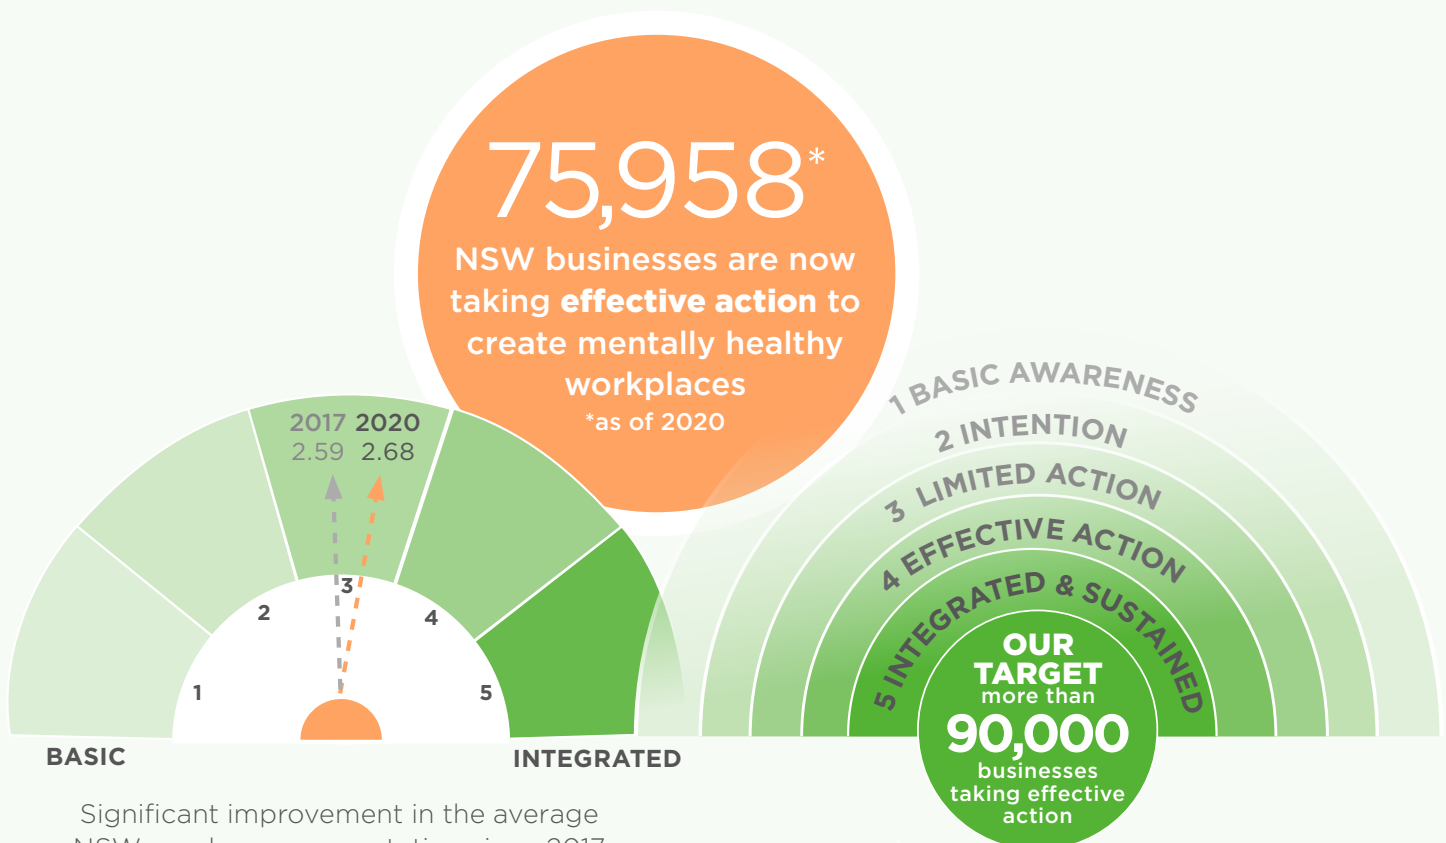 75,958*
NSW businesses are now
taking effective action to
create mentally healthy
workplaces
*as of 2020
2017 2020
2.59 2.68
1
2
3
4
5
BASIC
INTEGRATED
Significant improvement in the average
1 BASIC AWARENESS
2 INTENTION
3 LIMITED ACTION
4 EFFECTIVE ACTION
5 INTEGRATED & SUSTAINED
OUR
TARGET
more than
90,000
businesses
taking effective
action